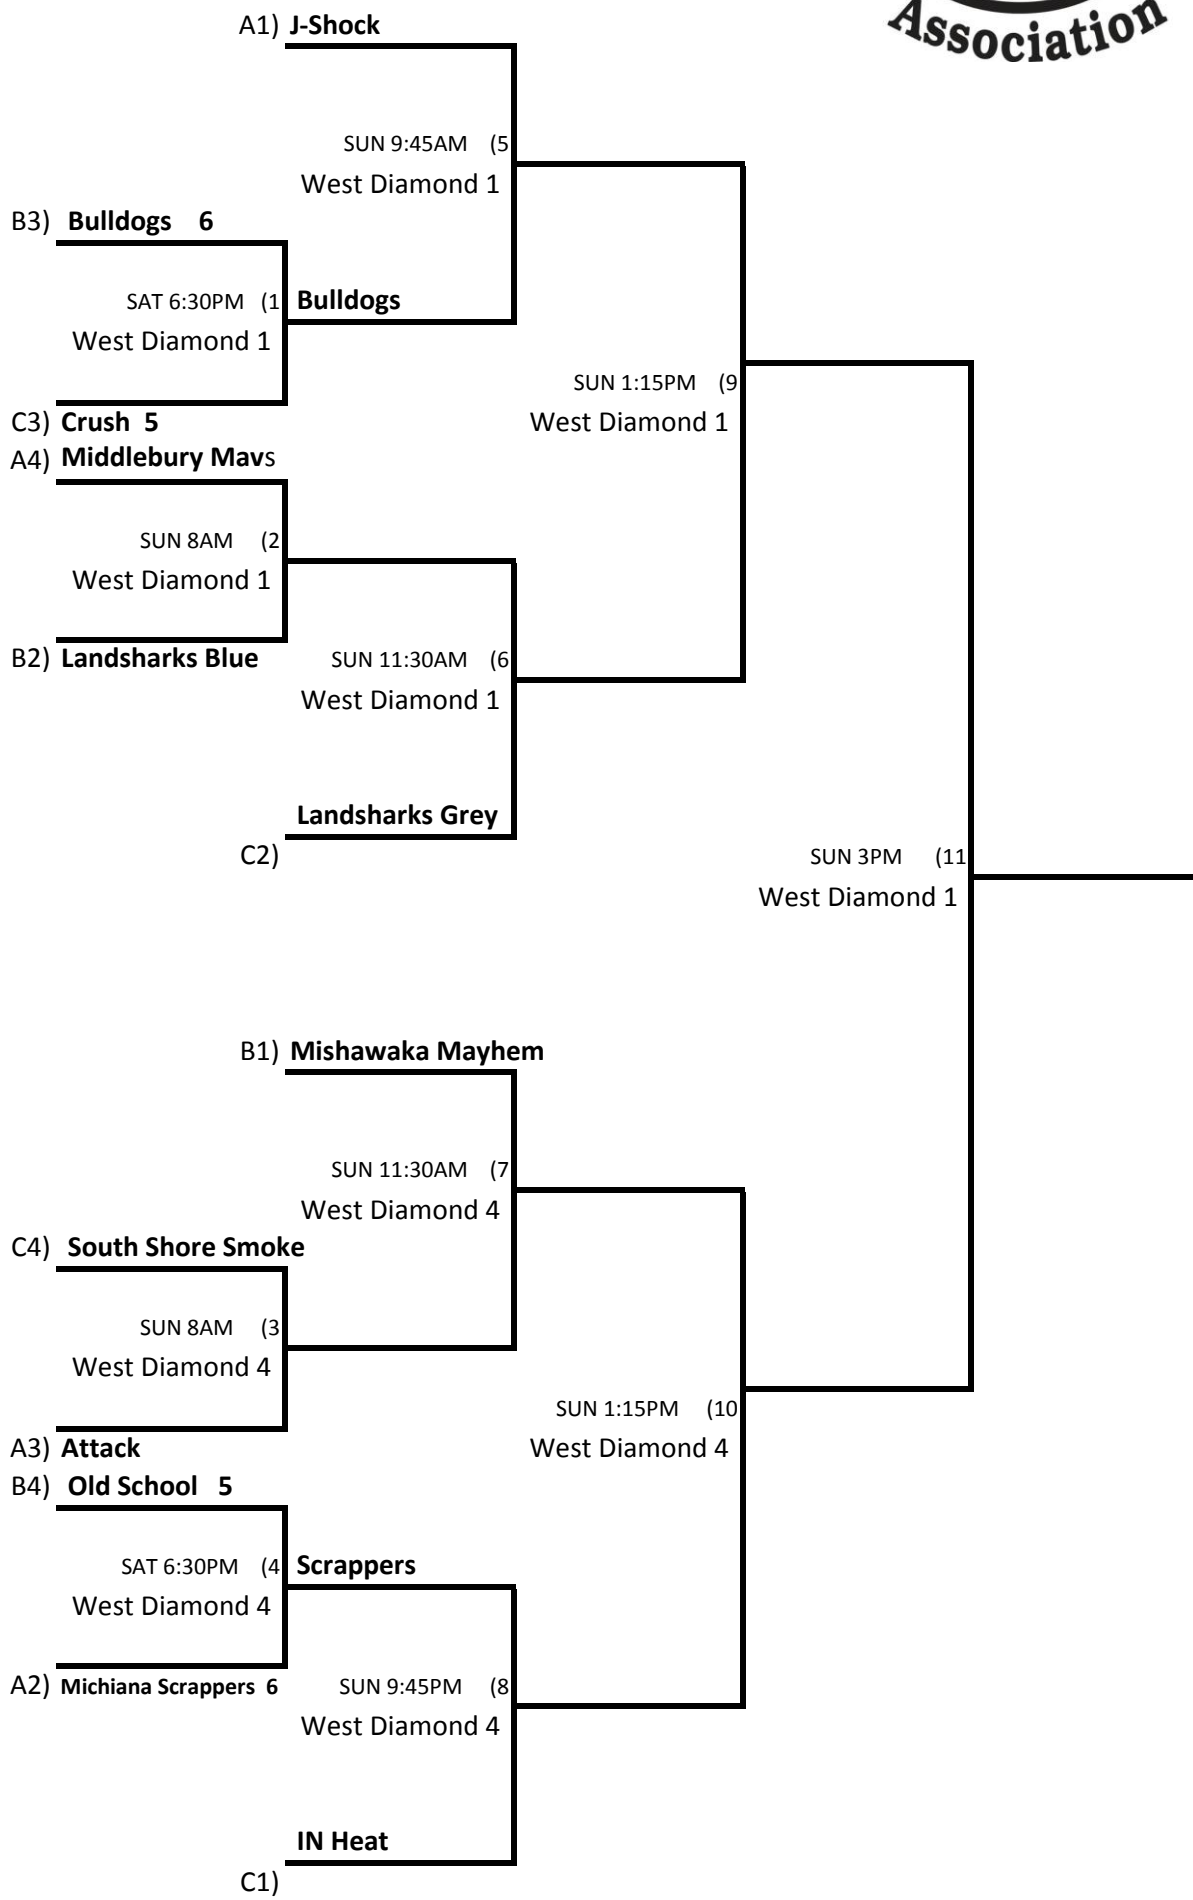 Association
A1) J-Shock
SUN 9:45AM (5
West Diamond 1
B3) Bulldogs 6
SAT 6:30PM (1
Bulldogs
West Diamond 1
SUN 1:15PM (9
West Diamond 1
C3) Crush 5
A4) Middlebury Mavs
SUN 8AM (2
West Diamond 1
B2) Landsharks Blue
SUN 11:30AM (6
West Diamond 1
Landsharks Grey
C2)
SUN 3PM (11
West Diamond 1
B1) Mishawaka Mayhem
SUN 11:30AM (7
West Diamond 4
C4) South Shore Smoke
SUN 8AM (3
West Diamond 4
SUN 1:15PM (10
West Diamond 4
A3) Attack
B4) Old School 5
SAT 6:30PM (4
Scrappers
West Diamond 4
A2) Michiana Scrappers 6
SUN 9:45PM (8
West Diamond 4
IN Heat
C1)